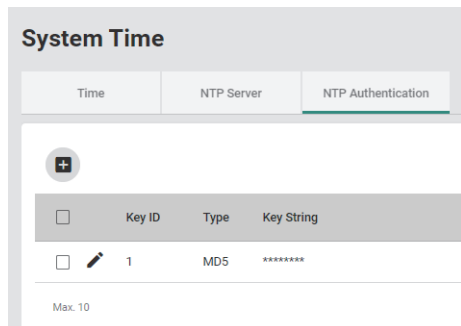 System Time
Time NTP Server NTP Authentication
Key ID Type Key String
1 MD5 ********
Max. 10